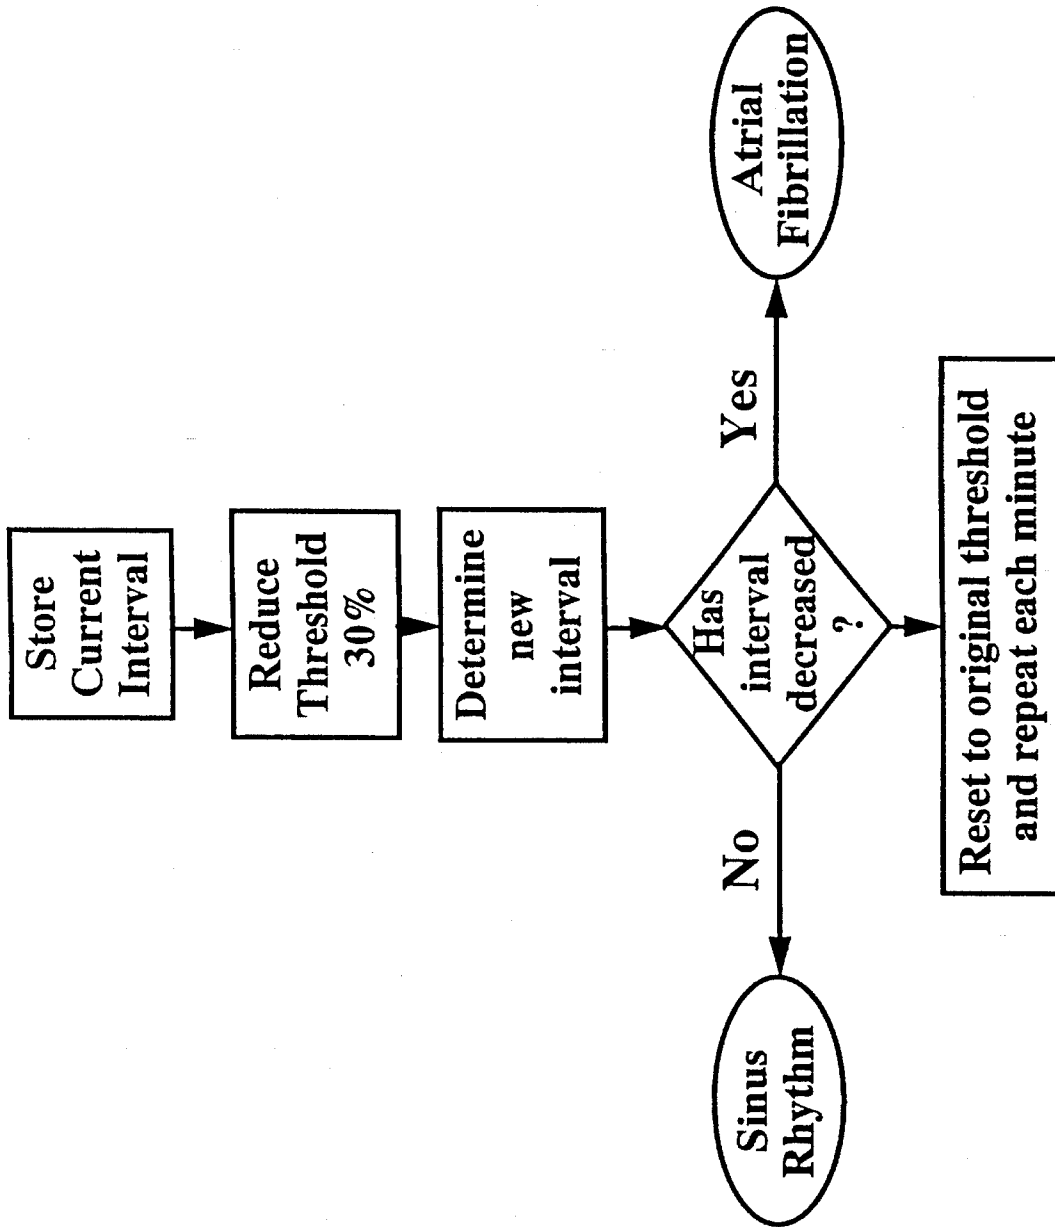 Store
Current
Interval
Reduce
Threshold
30%
Determine
new
interval
Has
interval
decreased
?
No
Yes
Sinus
Rhythm
Atrial
Fibrillation
Reset to original threshold
and repeat each minute